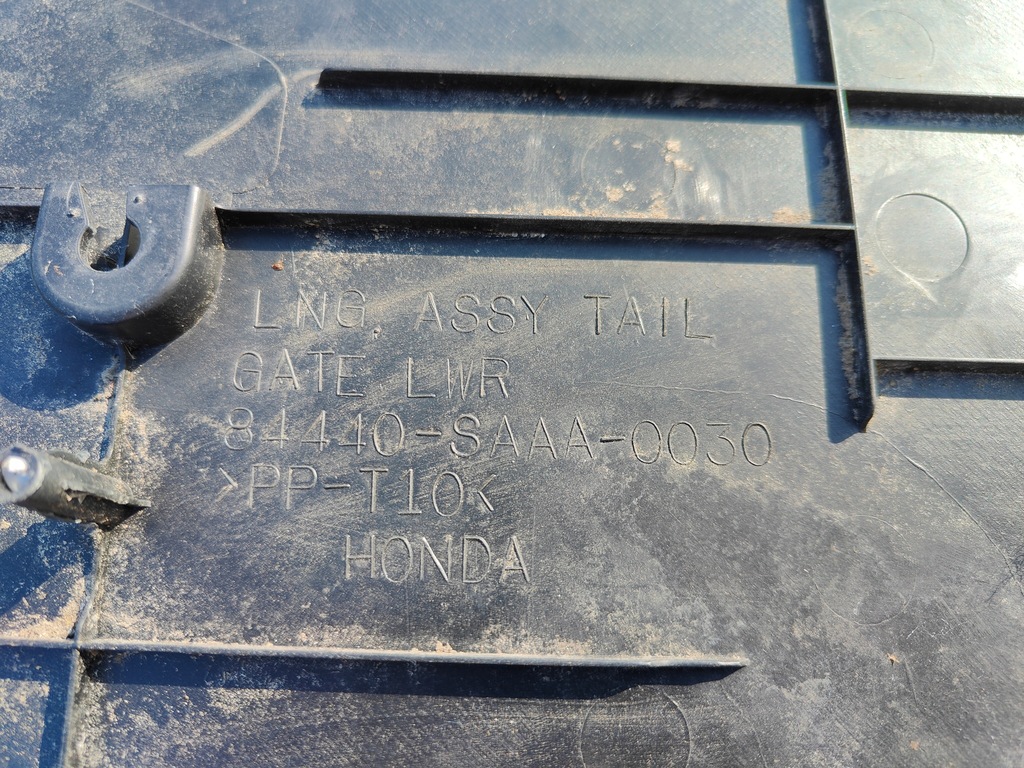 LNG, ASSY TAIL
GATE LWR
84440-SAAA-0030
>PP-T10<
HONDA